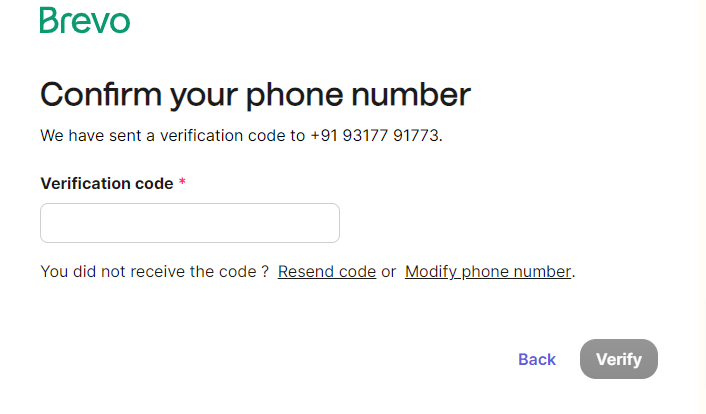 Brevo
Confirm your phone number
We have sent a verification code to +91 93177 91773.
Verification code *
You did not receive the code ? Resend code or Modify phone number.
Back Verify